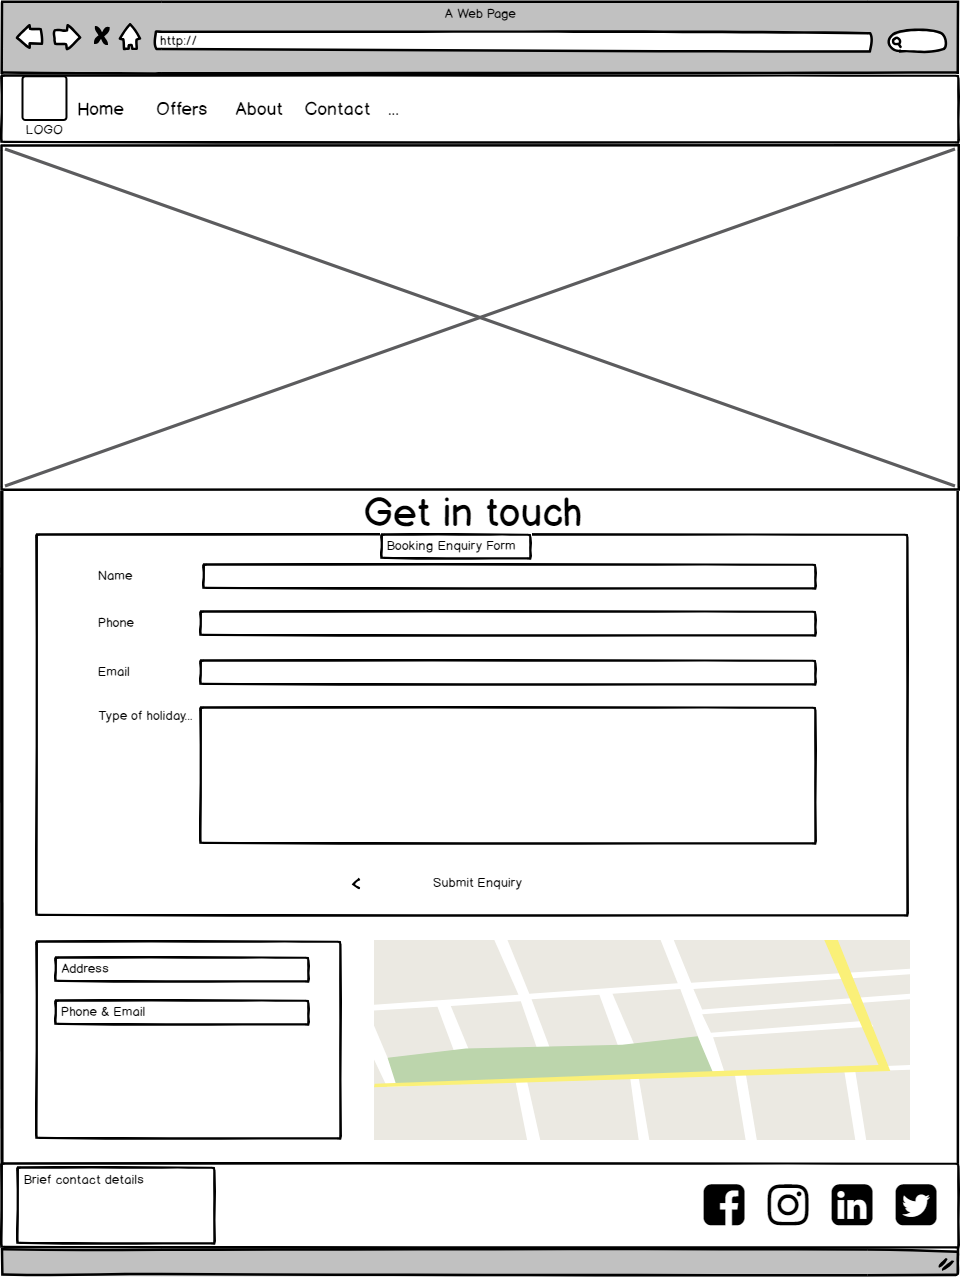 A Web Page
http://
Home Offers About Contact ...
LOGO
Get in touch
Booking Enquiry Form
Name
Phone
Email
Type of holiday...
< Submit Enquiry
Address
Phone & Email
Brief contact details